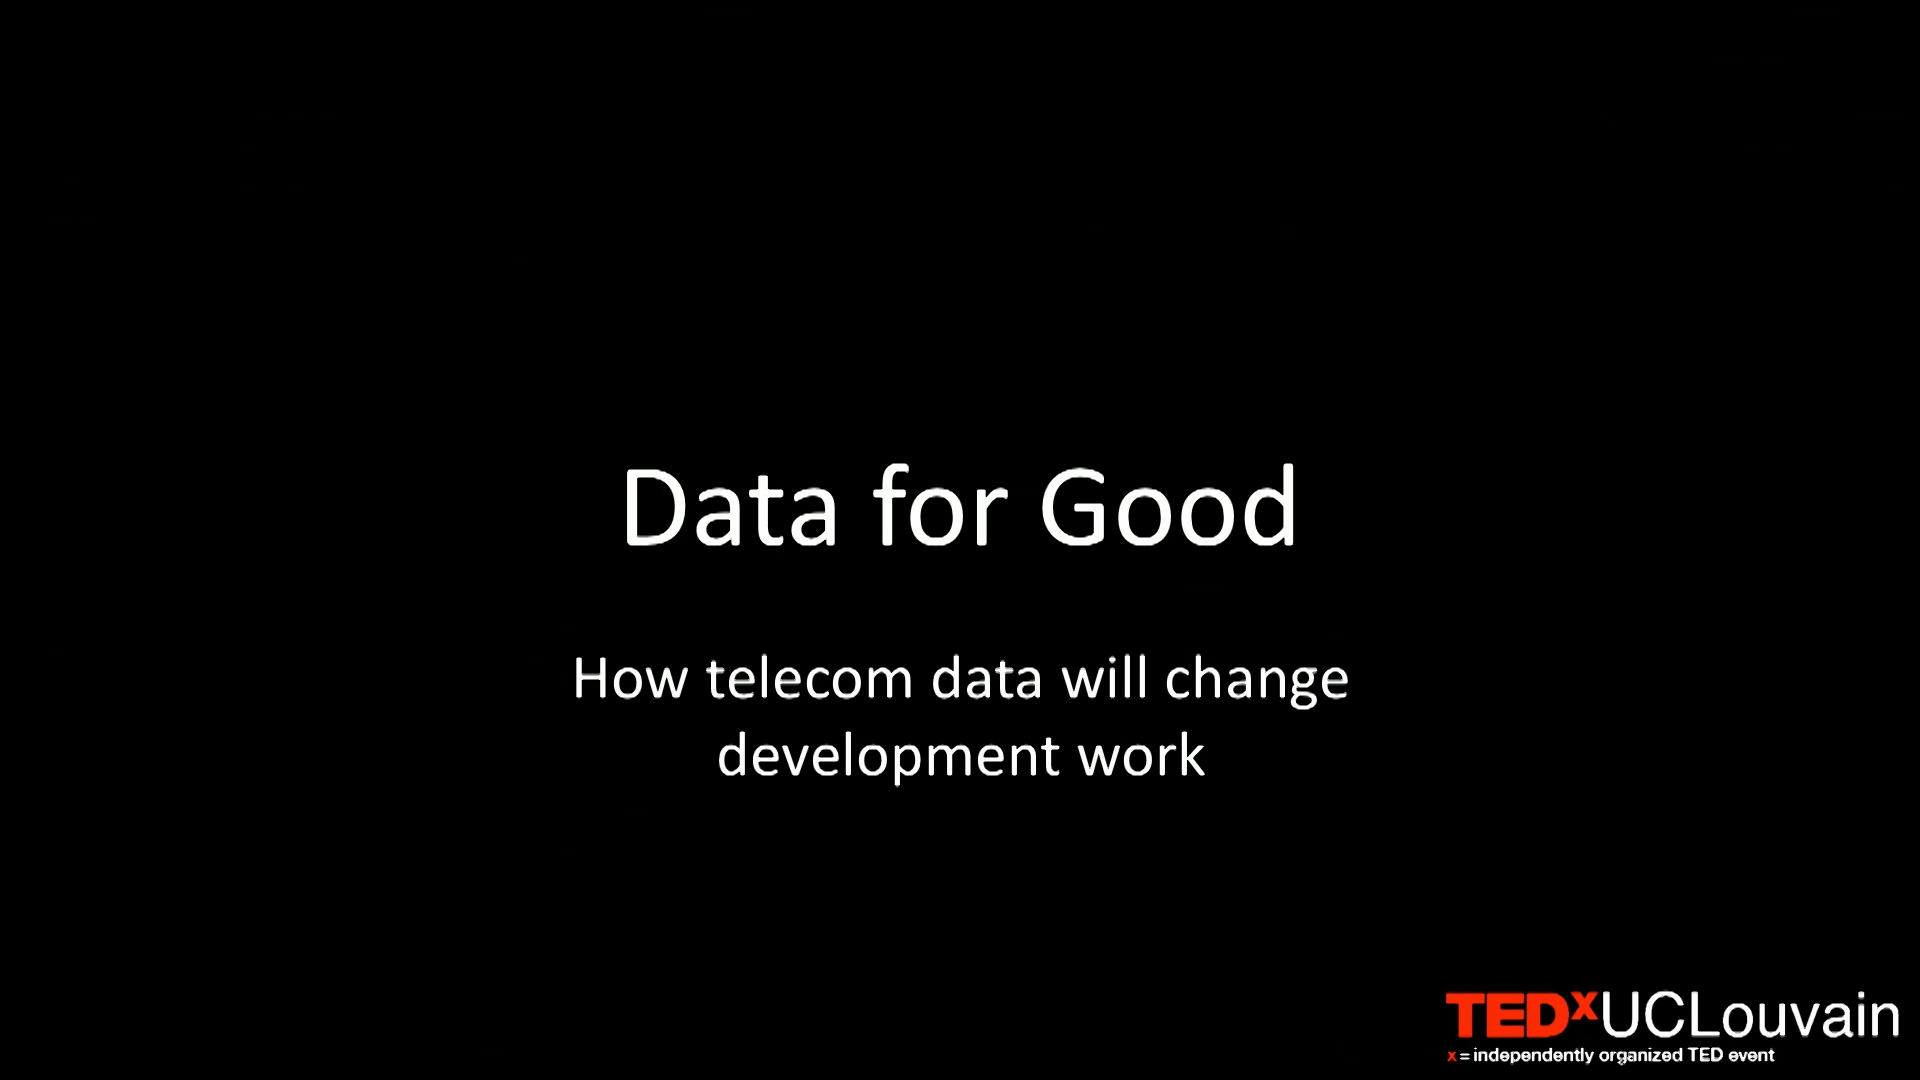 Data for Good
How telecom data will change
development work
TEDxUCLouvain
x = independently organized TED event